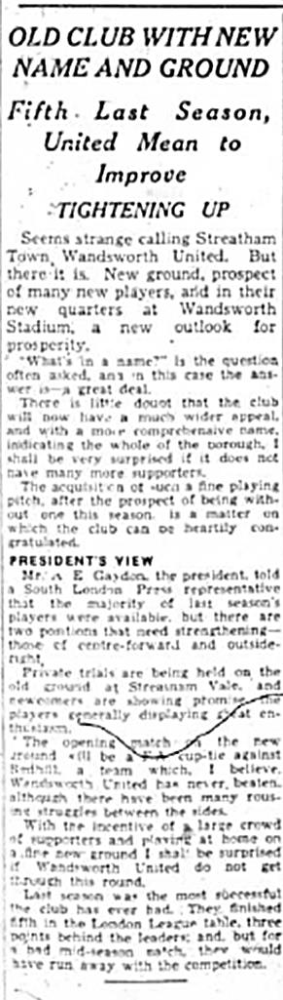 OLD CLUB WITH NEW
NAME AND GROUND
Fifth Last Season,
United Mean to
Improve
TIGHTENING UP
Seems strange calling Streatham
Town, Wandsworth United. But
there it is. New ground, prospect
of many new players, and in their
new quarters at Wandsworth
Stadium, a new outlook for
prosperity.
"What's in a name?" is the question
often asked, and in this case the ans-
wer is—a great deal.
There is little doubt that the club
will now have a much wider appeal,
and with a more comprehensive name,
indicating the whole of the borough, I
shall be very surprised if it does not
have many more supporters.
The acquisition of such a fine playing
pitch, after the prospect of being with-
out one this season, is a matter on
which the club can be heartily con-
gratulated.
PRESIDENT'S VIEW
Mr. A. E. Gaydon, the president, told
a South London Press representative
that the majority of last season's
players were available, but there are
two positions that need strengthening—
those of centre-forward and outside-
right.
Private trials are being held on the
old ground at Streatham Vale, and
newcomers are showing promise, the
players generally displaying great en-
thusiasm.
The opening match on the new
ground will be a F.A. cup-tie against
Redhill, a team which, I believe,
Wandsworth United has never beaten,
although there have been many rous-
ing struggles between the sides.
With the incentive of a large crowd
of supporters and playing at home on
a fine new ground I shall be surprised
if Wandsworth United do not get
through this round.
Last season was the most successful
the club has ever had. They finished
fifth in the London League table, three
points behind the leaders; and, but for
a bad mid-season patch, they would
have run away with the competition.